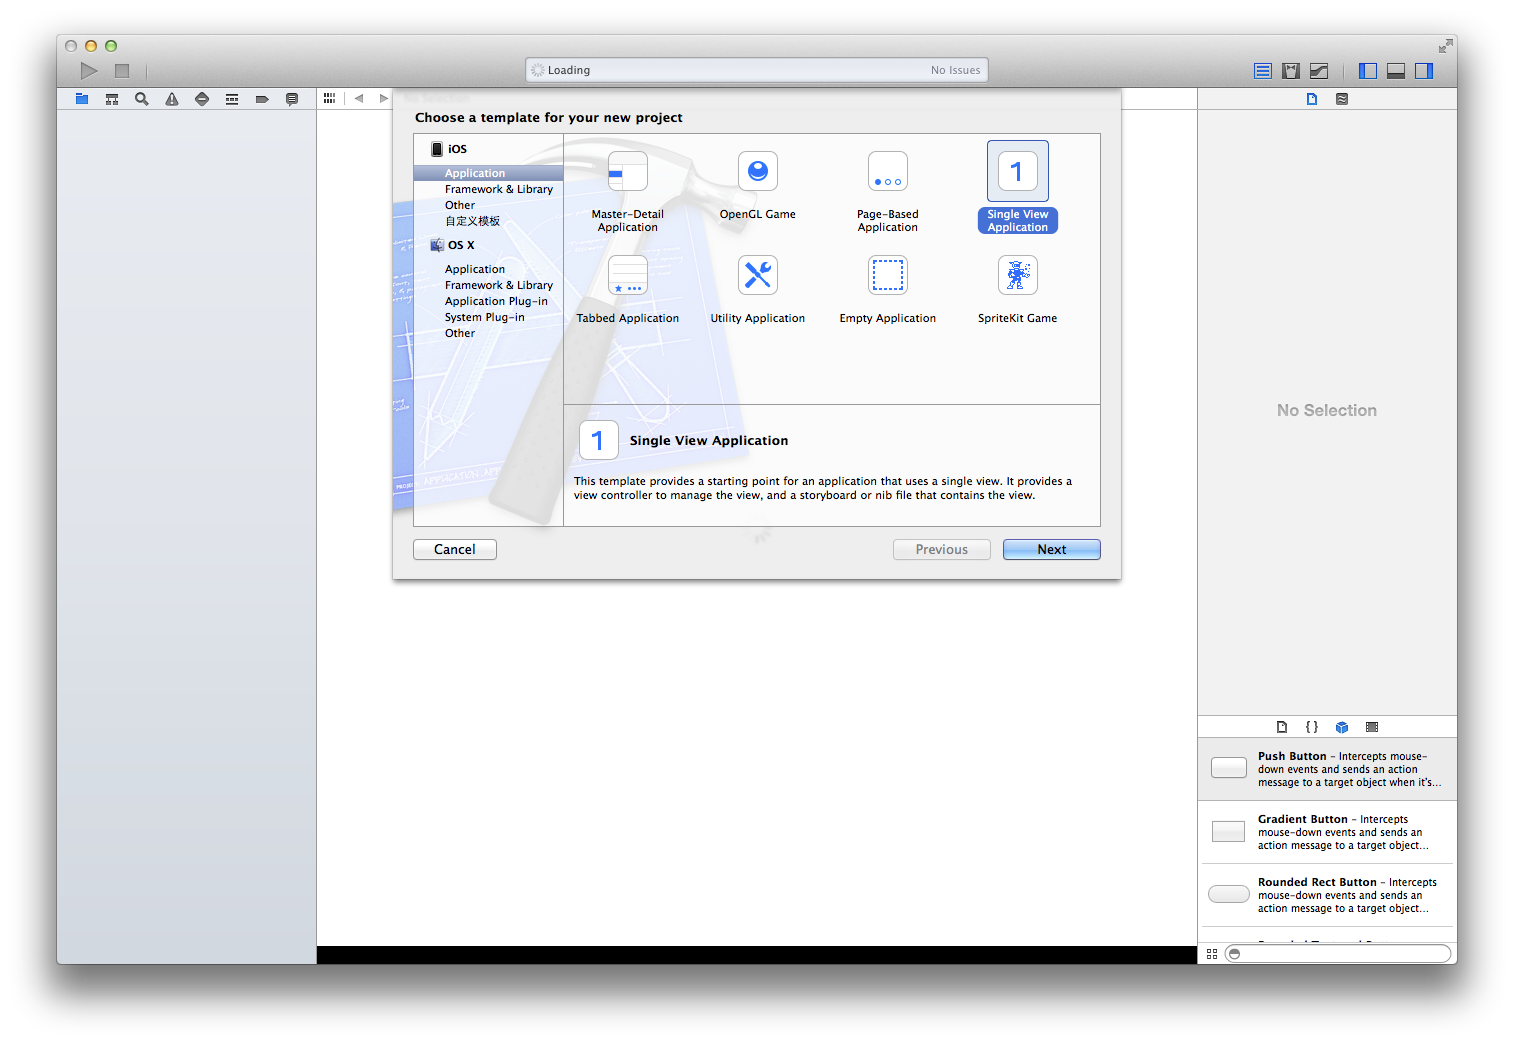 Loading
No Issues
Choose a template for your new project
iOS
Application
Framework & Library
Other
自定义模板
OS X
Application
Framework & Library
Application Plug-in
System Plug-in
Other
Master-Detail
Application
OpenGL Game
Page-Based
Application
1
Single View
Application
Tabbed Application
Utility Application
Empty Application
SpriteKit Game
1
Single View Application
This template provides a starting point for an application that uses a single view. It provides a
view controller to manage the view, and a storyboard or nib file that contains the view.
Cancel
Previous
Next
No Selection
No Selection
{ }
Push Button - Intercepts mouse-
down events and sends an action
message to a target object when it's...
Gradient Button - Intercepts
mouse-down events and sends an
action message to a target object...
Rounded Rect Button - Intercepts
mouse-down events and sends an
action message to a target object...